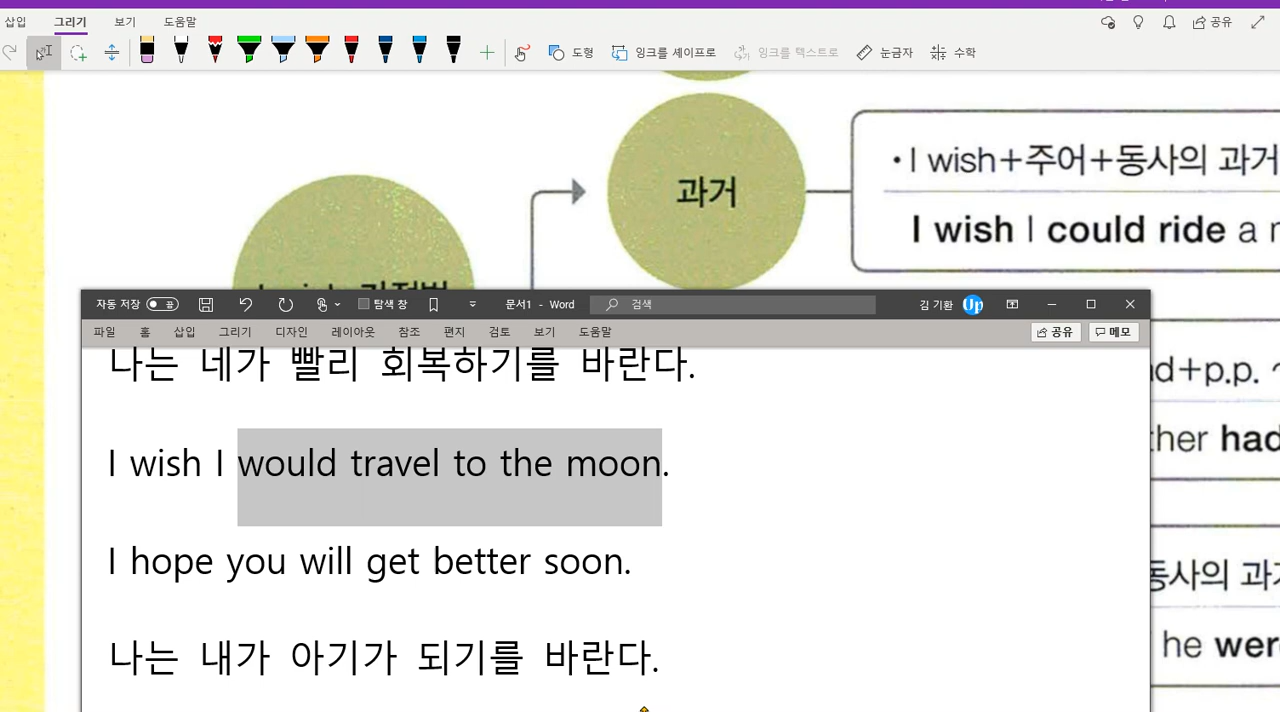 삽입 그리기 보기 도움말
공유
도형 잉크를 셰이프로 잉크를 텍스트로 눈금자 수학
과거
• I wish+주어+동사의 과거
I wish I could ride a
자동 저장 끔 탐색 창 문서1 - Word 검색 김 기환 Up
파일 홈 삽입 그리기 디자인 레이아웃 참조 편지 검토 보기 도움말 공유 메모
나는 네가 빨리 회복하기를 바란다.
I wish I would travel to the moon.
I hope you will get better soon.
나는 내가 아기가 되기를 바란다.
+p.p. ~
had
동사의 과거
he were